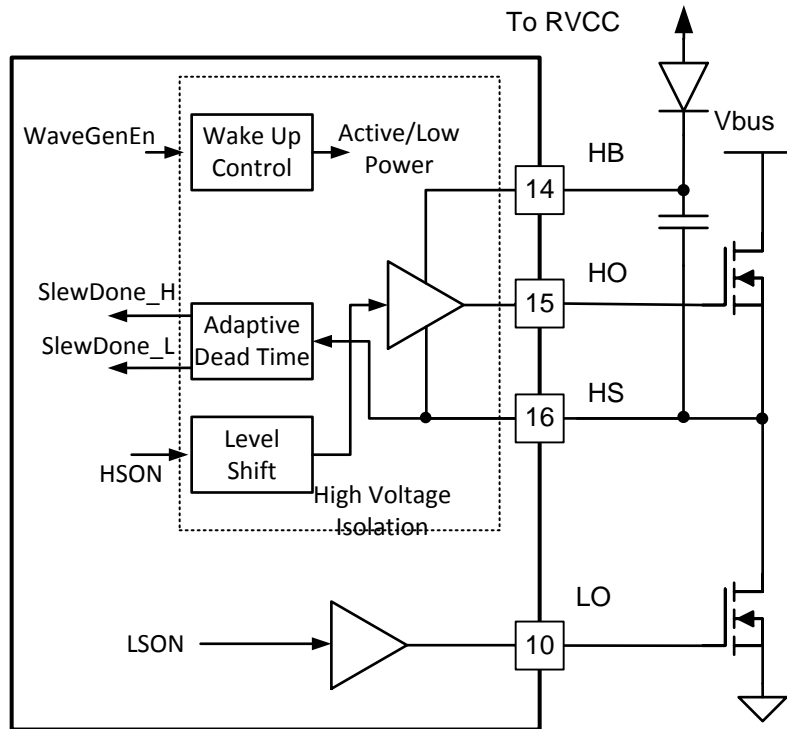 To RVCC
WaveGenEn
Wake Up
Control
Active/Low
Power
HB
Vbus
14
SlewDone_H
SlewDone_L
Adaptive
Dead Time
HO
15
HS
16
HSON
Level
Shift
High Voltage
Isolation
LO
LSON
10